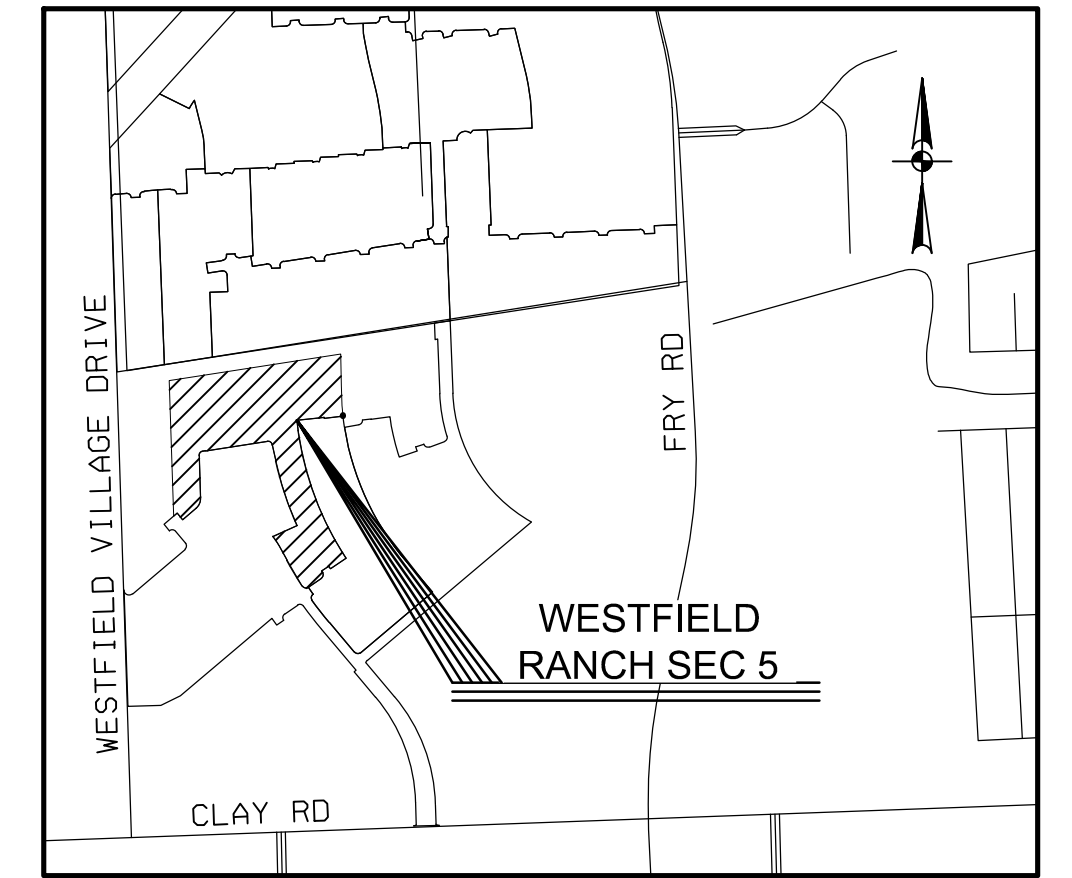 WESTFIELD VILLAGE DRIVE
FRY RD
WESTFIELD
RANCH SEC 5
CLAY RD